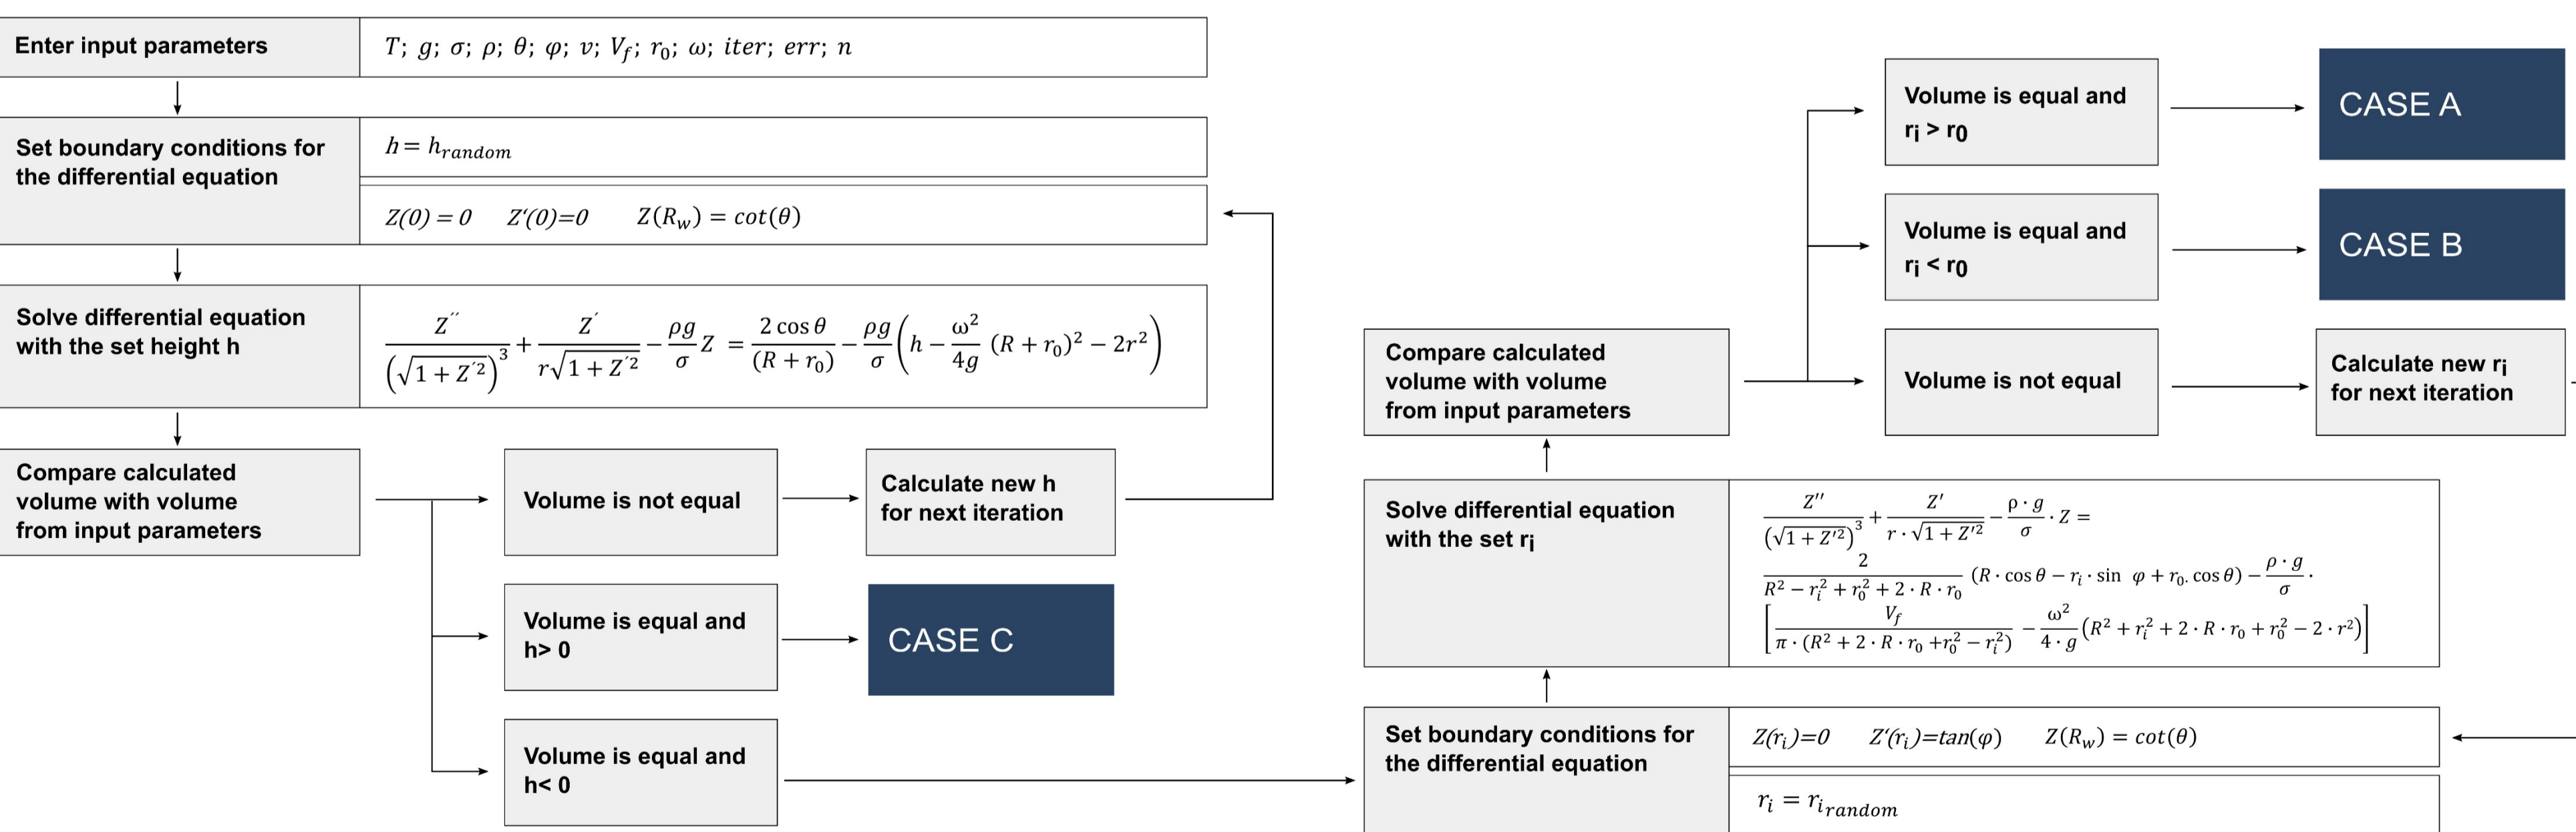 Enter input parameters
T; g; σ; ρ; θ; φ; v; V_f; r_0; ω; iter; err; n
Set boundary conditions for
the differential equation
h = h_random
Z(0) = 0 Z'(0)=0 Z(R_w) = cot(θ)
Solve differential equation
with the set height h
Z´´/(√(1 + Z´²))³ + Z´/(r√(1 + Z´²)) − ρg/σ Z = 2 cos θ/(R + r_0) − ρg/σ (h − ω²/4g (R + r_0)² − 2r²)
Compare calculated
volume with volume
from input parameters
Volume is not equal
Calculate new h
for next iteration
Volume is equal and
h> 0
CASE C
Volume is equal and
h< 0
Set boundary conditions for
the differential equation
Z(r_i)=0 Z'(r_i)=tan(φ) Z(R_w) = cot(θ)
r_i = r_i_random
Solve differential equation
with the set r_i
Z''/(√(1 + Z'²))³ + Z'/(r · √(1 + Z'²)) − ρ · g/σ · Z =
2/(R² − r_i² + r_0² + 2 · R · r_0) (R · cos θ − r_i · sin φ + r_0. cos θ) − ρ · g/σ ·
[V_f/(π · (R² + 2 · R · r_0 + r_0² − r_i²)) − ω²/(4 · g) (R² + r_i² + 2 · R · r_0 + r_0² − 2 · r²)]
Compare calculated
volume with volume
from input parameters
Volume is equal and
r_i > r_0
CASE A
Volume is equal and
r_i < r_0
CASE B
Volume is not equal
Calculate new r_i
for next iteration